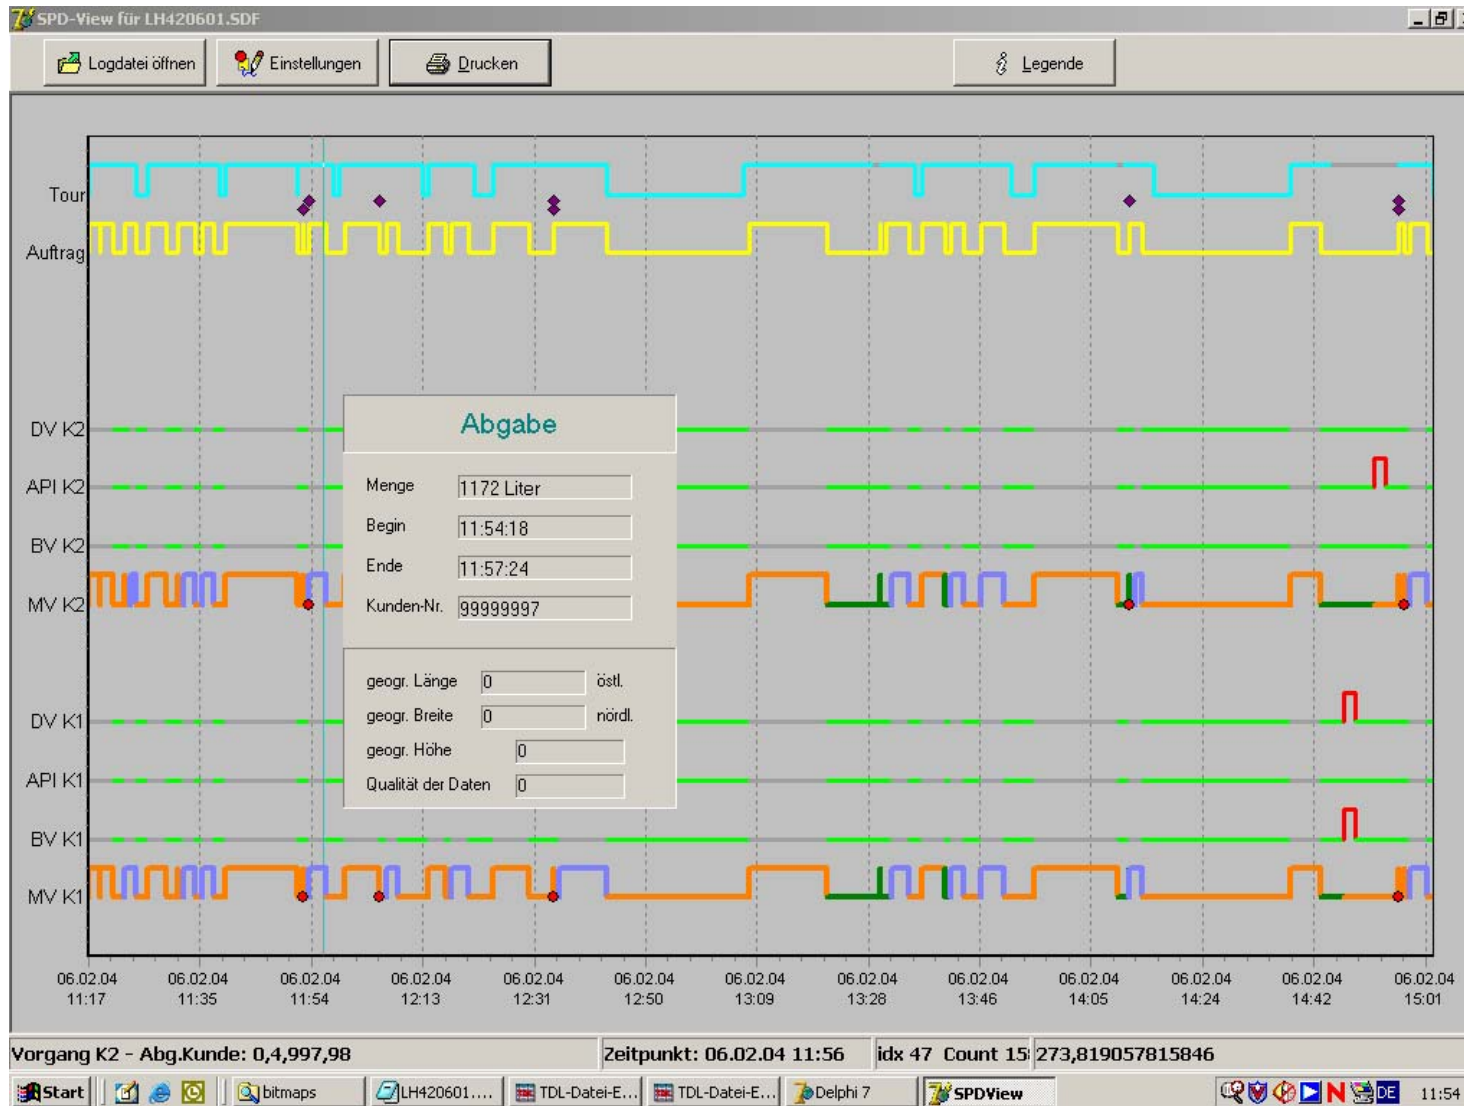 SPD-View für LH420601.SDF
Logdatei öffnen Einstellungen Drucken Legende
Tour
Auftrag
DV K2
API K2
BV K2
MV K2
DV K1
API K1
BV K1
MV K1
Abgabe
Menge 1172 Liter
Begin 11:54:18
Ende 11:57:24
Kunden-Nr. 99999997
geogr. Länge 0 östl.
geogr. Breite 0 nördl.
geogr. Höhe 0
Qualität der Daten 0
06.02.04 06.02.04 06.02.04 06.02.04 06.02.04 06.02.04 06.02.04 06.02.04 06.02.04 06.02.04 06.02.04 06.02.04 06.02.04
11:17 11:35 11:54 12:13 12:31 12:50 13:09 13:28 13:46 14:05 14:24 14:42 15:01
Vorgang K2 - Abg.Kunde: 0,4,997,98 Zeitpunkt: 06.02.04 11:56 idx 47 Count 15 273,819057815846
Start bitmaps LH420601.... TDL-Datei-E... TDL-Datei-E... Delphi 7 SPDView DE 11:54